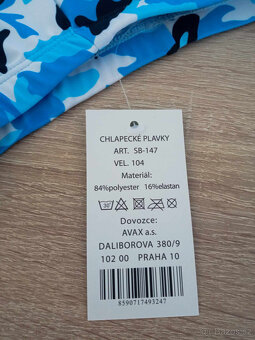 CHLAPECKÉ PLAVKY
ART. SB-147
VEL. 104
Materiál:
84%polyester 16%elastan
30°
Dovozce:
AVAX a.s.
DALIBOROVA 380/9
102 00 PRAHA 10
8590717493247